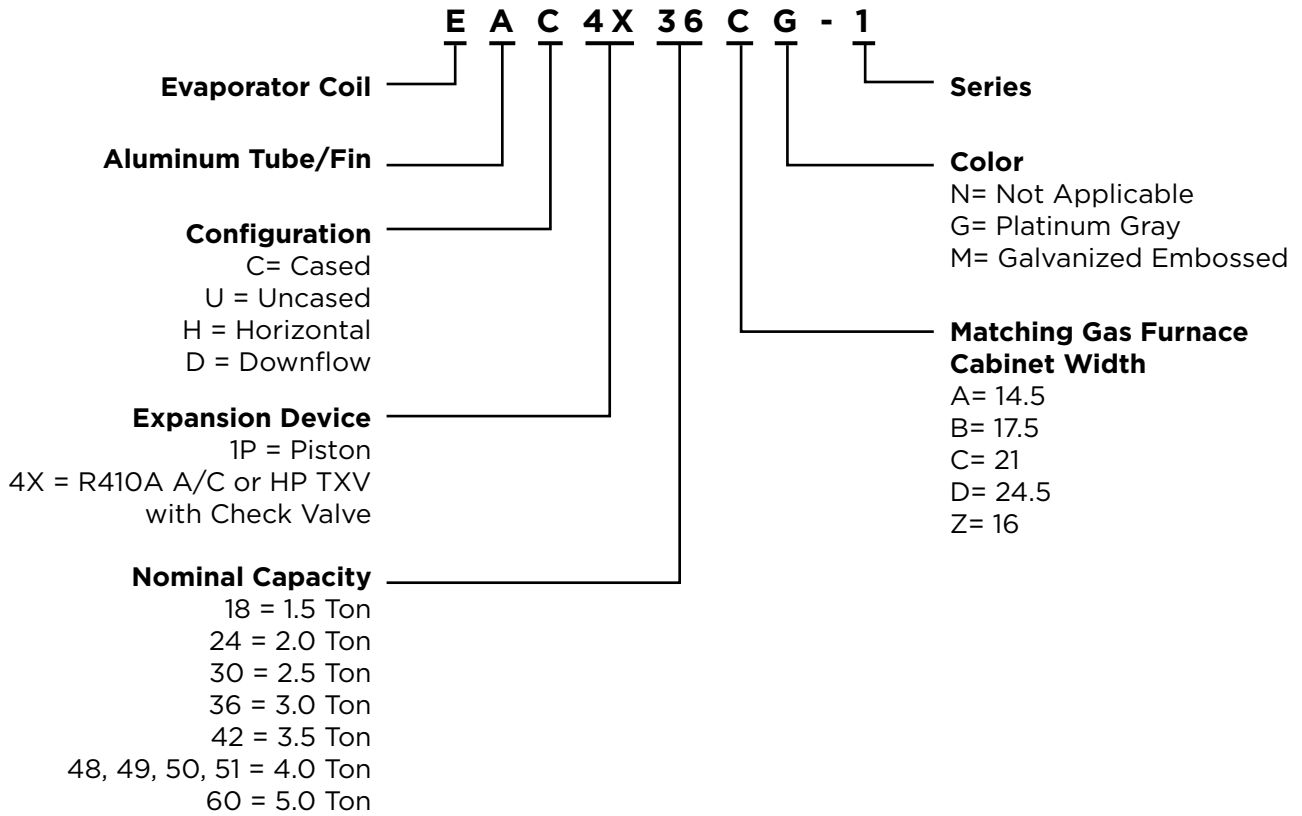 E A C 4X 36 C G - 1
Evaporator Coil
Aluminum Tube/Fin
Configuration
C= Cased
U = Uncased
H = Horizontal
D = Downflow
Expansion Device
1P = Piston
4X = R410A A/C or HP TXV
with Check Valve
Nominal Capacity
18 = 1.5 Ton
24 = 2.0 Ton
30 = 2.5 Ton
36 = 3.0 Ton
42 = 3.5 Ton
48, 49, 50, 51 = 4.0 Ton
60 = 5.0 Ton
Series
Color
N= Not Applicable
G= Platinum Gray
M= Galvanized Embossed
Matching Gas Furnace
Cabinet Width
A= 14.5
B= 17.5
C= 21
D= 24.5
Z= 16